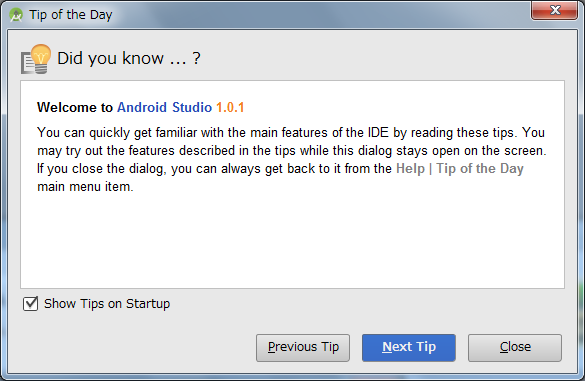 Tip of the Day
Did you know ... ?
Welcome to Android Studio 1.0.1
You can quickly get familiar with the main features of the IDE by reading these tips. You
may try out the features described in the tips while this dialog stays open on the screen.
If you close the dialog, you can always get back to it from the Help | Tip of the Day
main menu item.
Show Tips on Startup
Previous Tip Next Tip Close